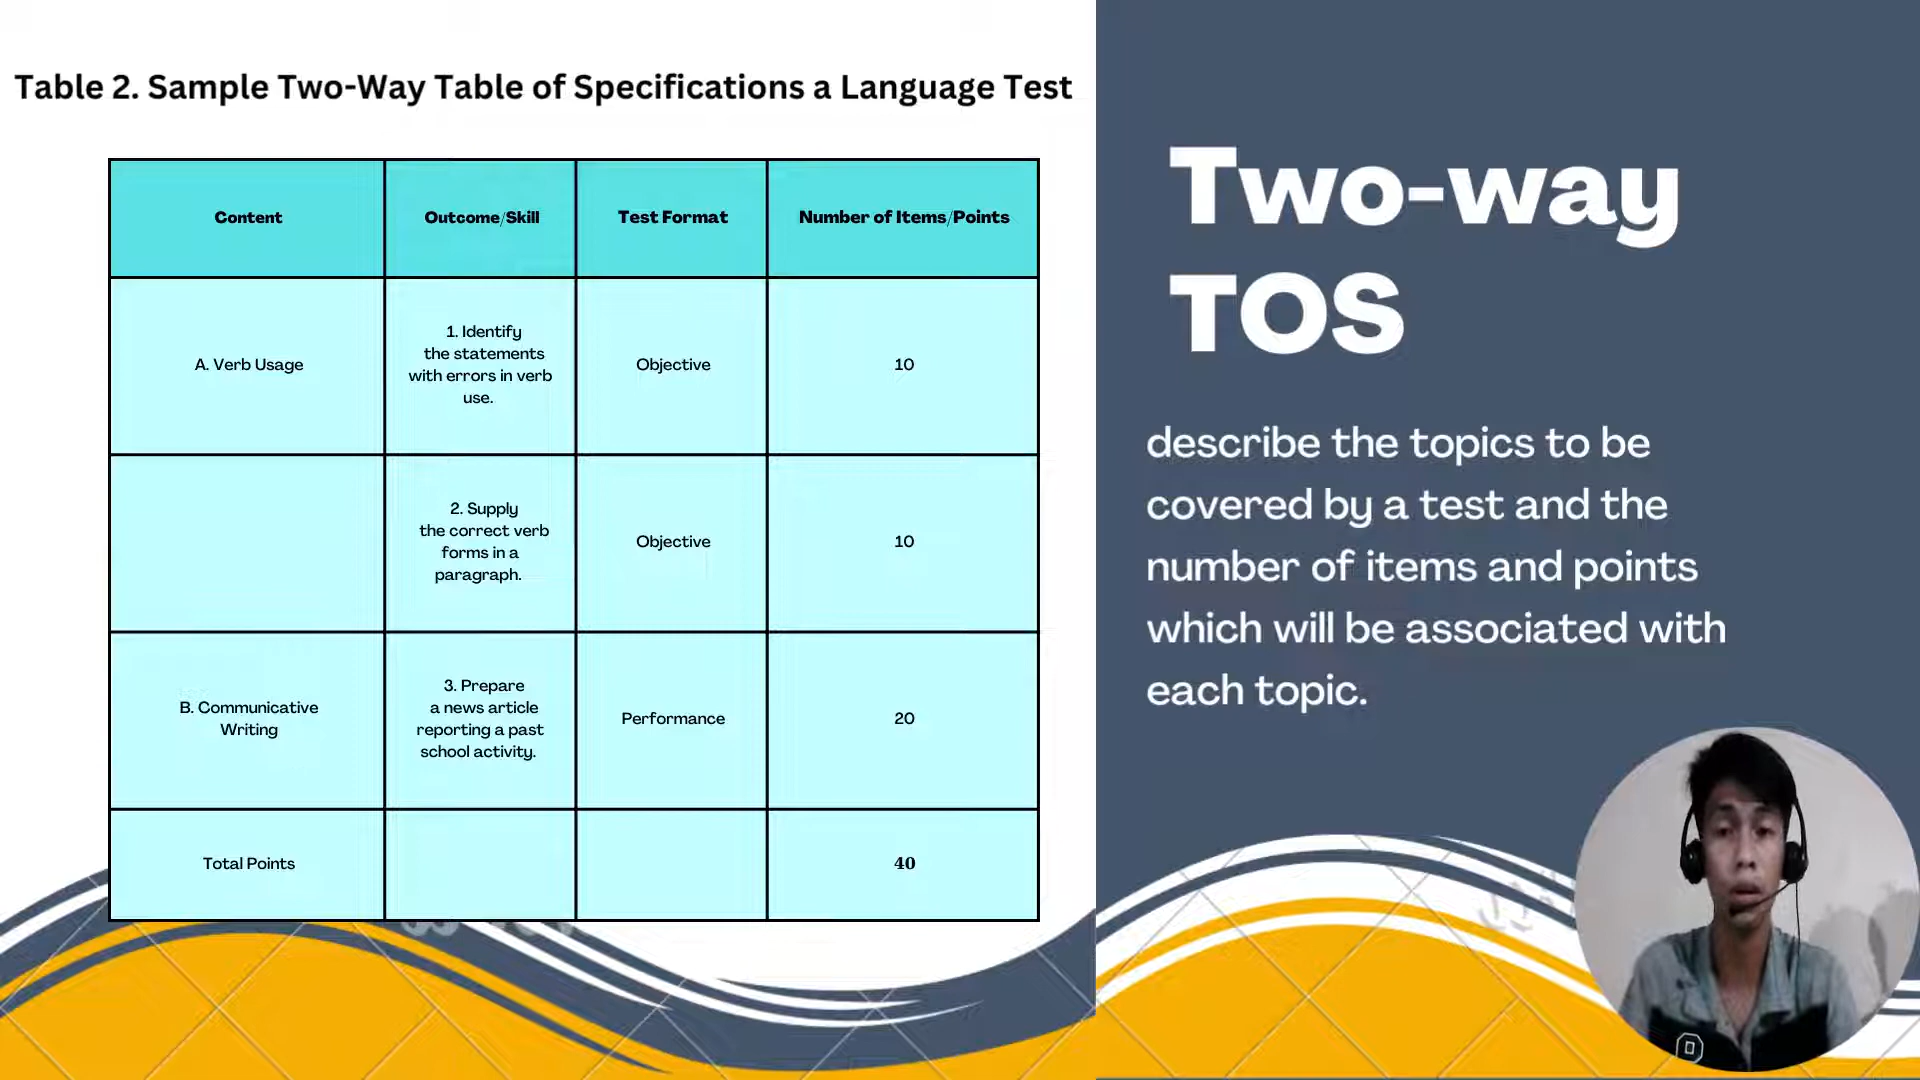 Table 2. Sample Two-Way Table of Specifications a Language Test
Content
Outcome/Skill
Test Format
Number of Items/Points
A. Verb Usage
1. Identify
the statements
with errors in verb
use.
Objective
10
2. Supply
the correct verb
forms in a
paragraph.
Objective
10
B. Communicative
Writing
3. Prepare
a news article
reporting a past
school activity.
Performance
20
Total Points
40
Two-way
TOS
describe the topics to be
covered by a test and the
number of items and points
which will be associated with
each topic.